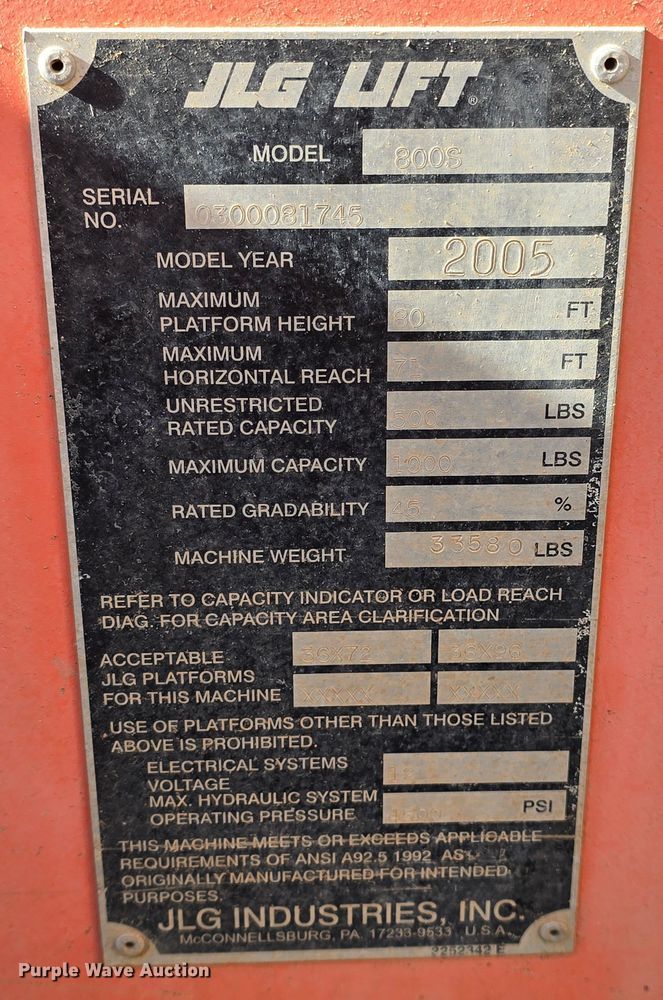 JLG LIFT®
MODEL 800S
SERIAL NO. 0300081745
MODEL YEAR 2005
MAXIMUM
PLATFORM HEIGHT 80 FT
MAXIMUM
HORIZONTAL REACH 71 FT
UNRESTRICTED
RATED CAPACITY 500 LBS
MAXIMUM CAPACITY 1000 LBS
RATED GRADABILITY 45 %
MACHINE WEIGHT 33580 LBS
REFER TO CAPACITY INDICATOR OR LOAD REACH
DIAG. FOR CAPACITY AREA CLARIFICATION
ACCEPTABLE 36X72 36X96
JLG PLATFORMS
FOR THIS MACHINE XXXXX XXXXX
USE OF PLATFORMS OTHER THAN THOSE LISTED
ABOVE IS PROHIBITED.
ELECTRICAL SYSTEMS
VOLTAGE
MAX. HYDRAULIC SYSTEM
OPERATING PRESSURE PSI
THIS MACHINE MEETS OR EXCEEDS APPLICABLE
REQUIREMENTS OF ANSI A92.5 1992 AS
ORIGINALLY MANUFACTURED FOR INTENDED
PURPOSES.
JLG INDUSTRIES, INC.
McCONNELLSBURG, PA. 17233-9533 U.S.A.
2252342 E
Purple Wave Auction